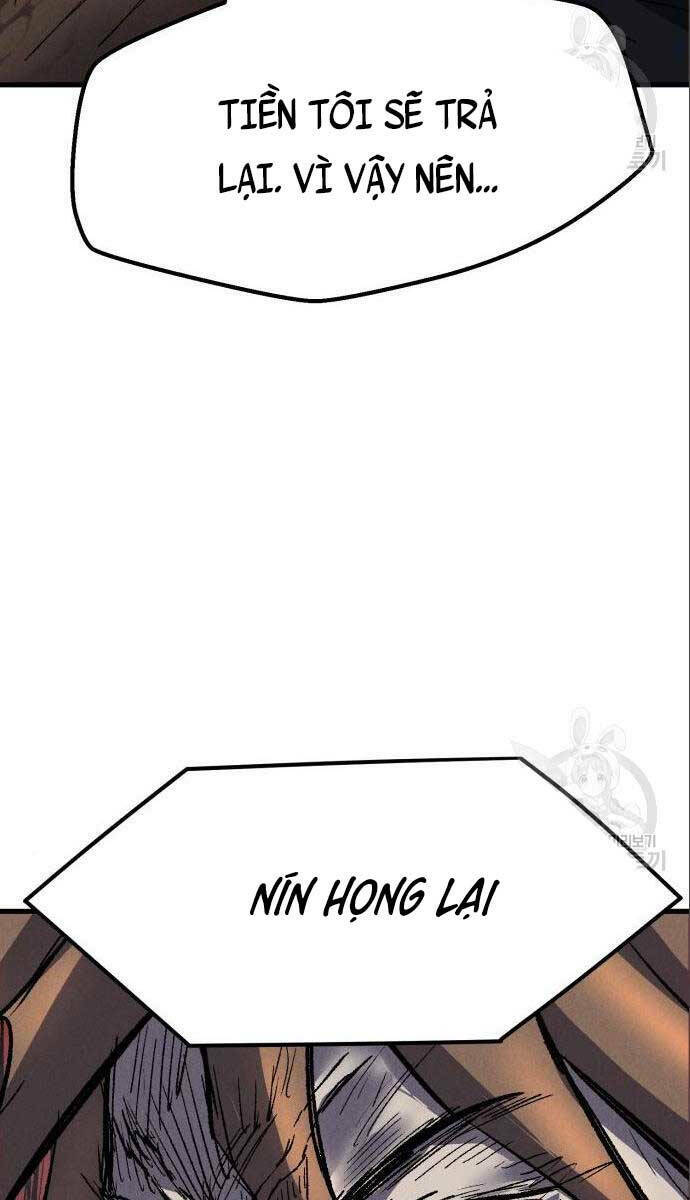 TIỀN TÔI SẼ TRẢ
LẠI. VÌ VẬY NÊN...
NÍN HỌNG LẠI